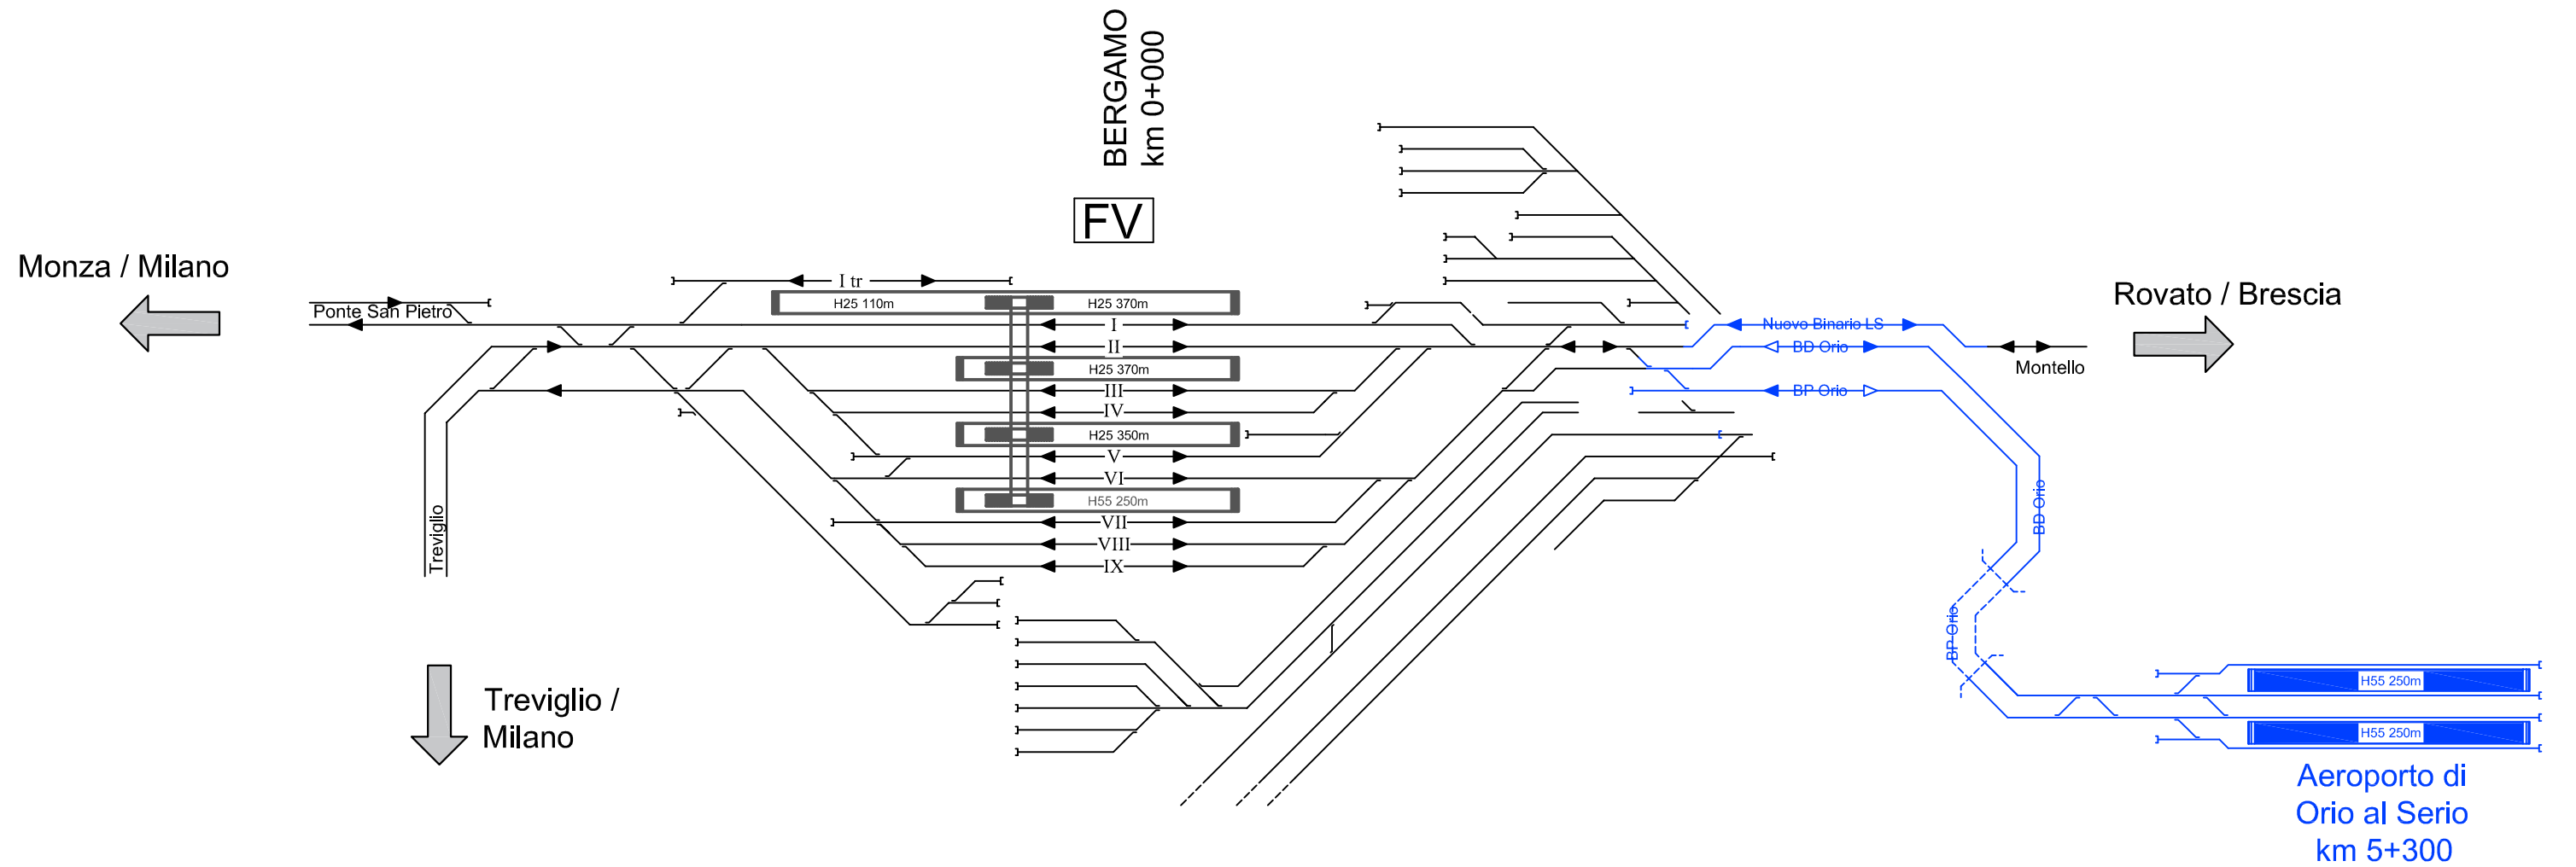 BERGAMO
km 0+000
FV
Monza / Milano
Ponte San Pietro
I tr
H25 110m
H25 370m
I
II
H25 370m
III
IV
H25 350m
V
VI
H55 250m
VII
VIII
IX
Treviglio
Treviglio /
Milano
Rovato / Brescia
Nuovo Binario LS
BD Orio
Montello
BP Orio
BD Orio
BP Orio
H55 250m
H55 250m
Aeroporto di
Orio al Serio
km 5+300